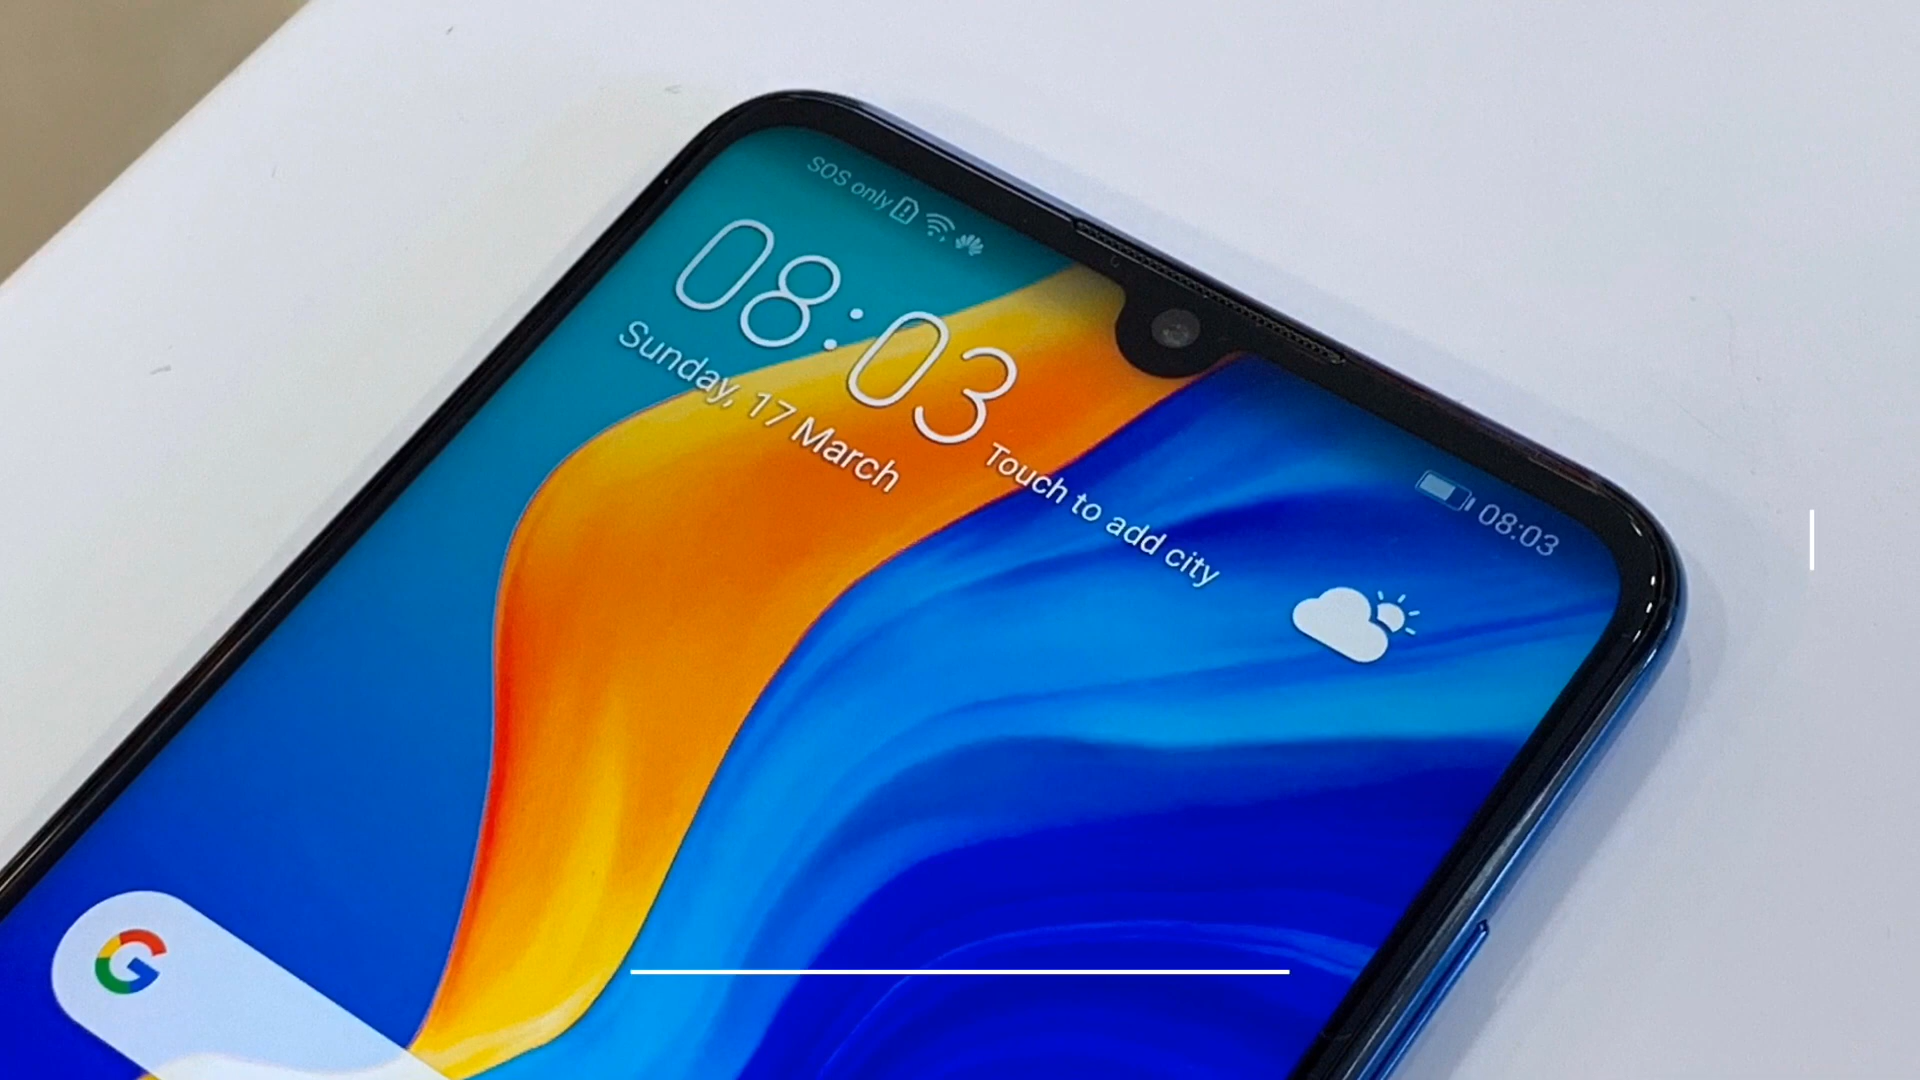 SOS only
08:03
Sunday, 17 March
Touch to add city
08:03
G